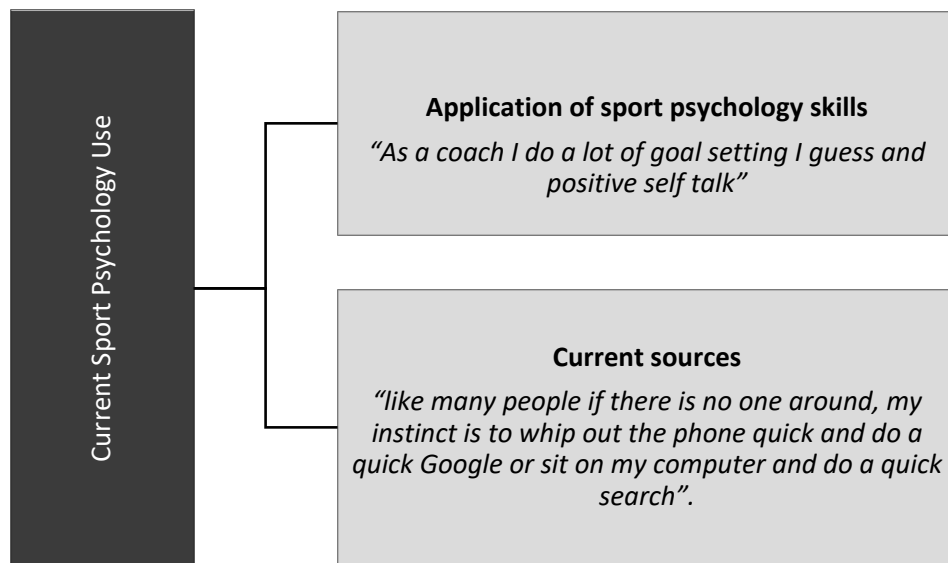 Current Sport Psychology Use
Application of sport psychology skills
“As a coach I do a lot of goal setting I guess and
positive self talk”
Current sources
“like many people if there is no one around, my
instinct is to whip out the phone quick and do a
quick Google or sit on my computer and do a quick
search”.